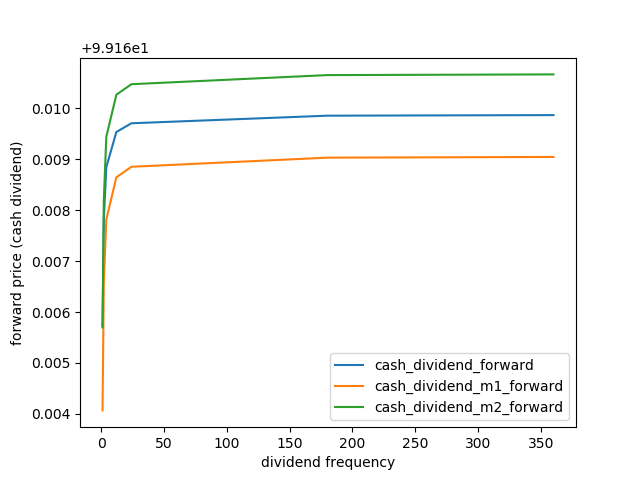 +9.916e1
0.010
0.009
0.008
0.007
0.006
0.005
0.004
forward price (cash dividend)
0 50 100 150 200 250 300 350
dividend frequency
cash_dividend_forward
cash_dividend_m1_forward
cash_dividend_m2_forward